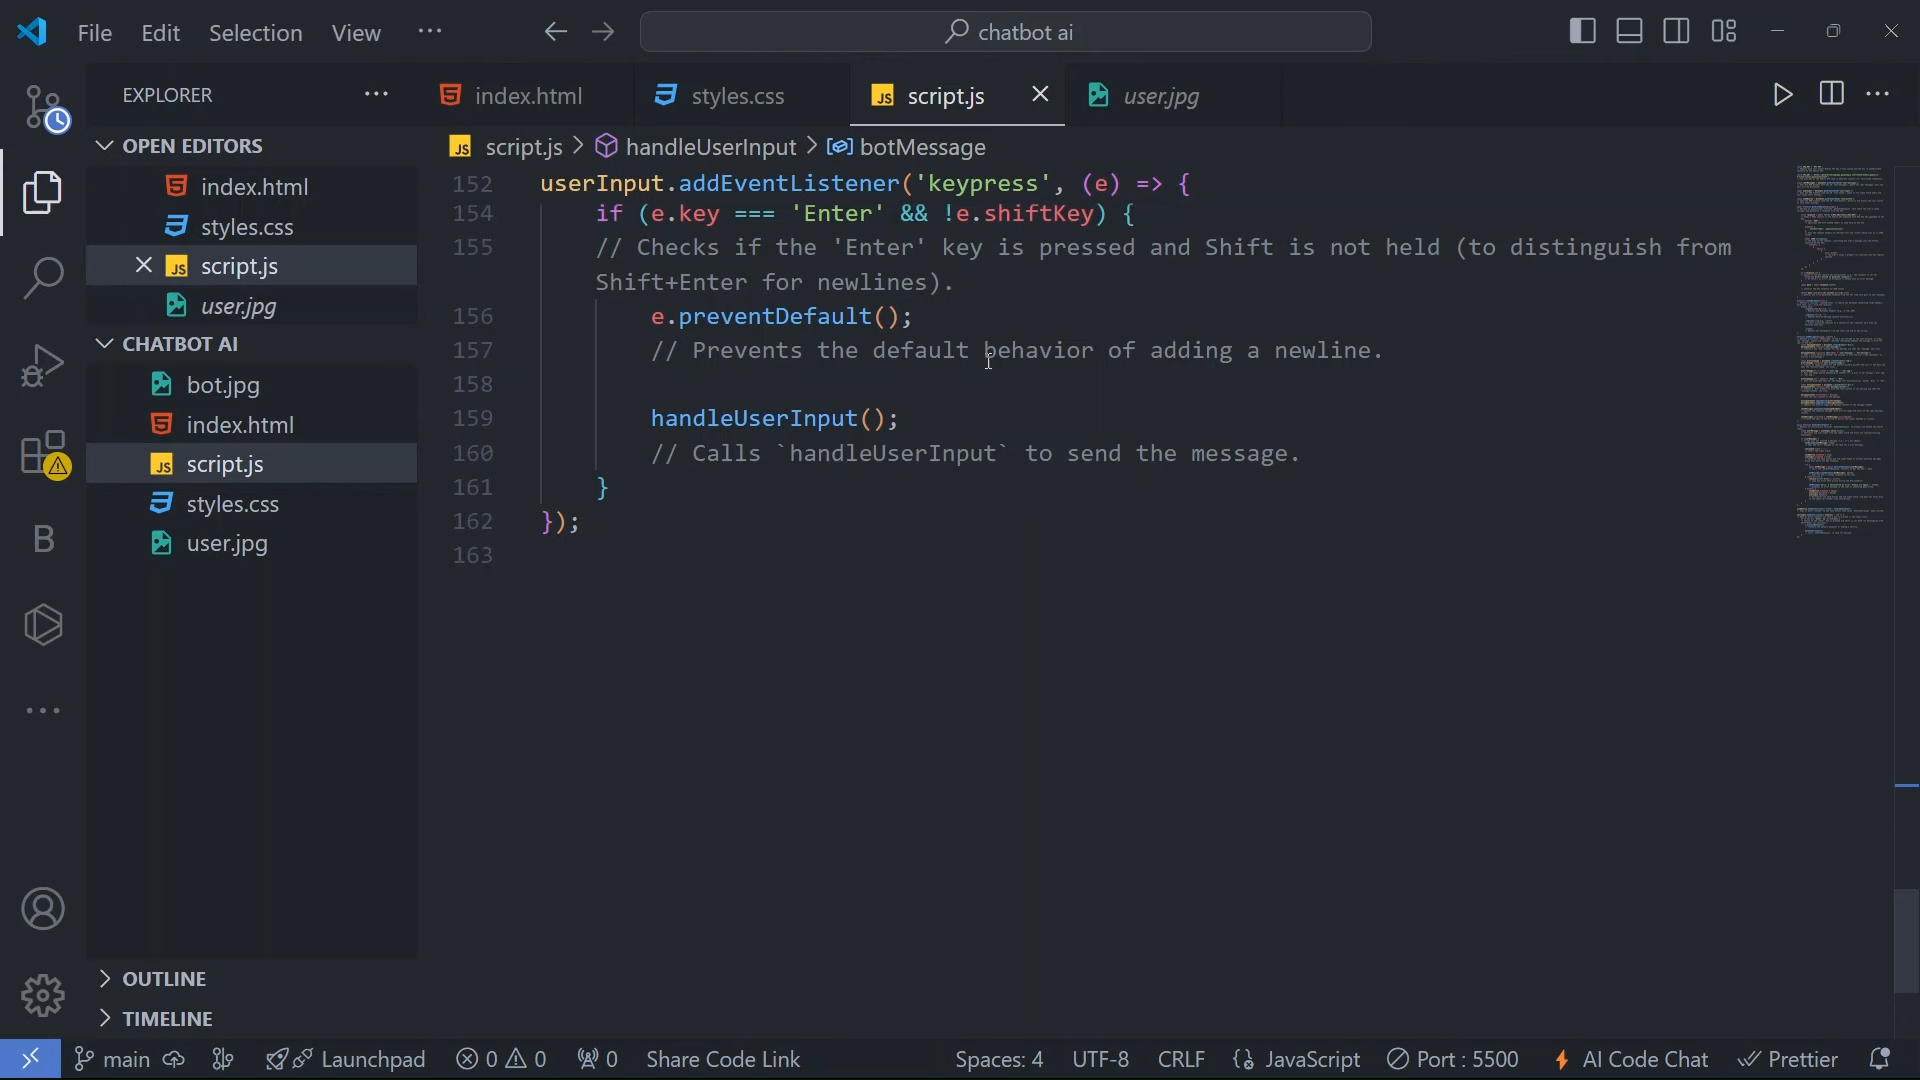 File Edit Selection View ···
chatbot ai
EXPLORER ···
index.html
styles.css
JS script.js
user.jpg
OPEN EDITORS
index.html
styles.css
JS script.js
user.jpg
CHATBOT AI
bot.jpg
index.html
JS script.js
styles.css
user.jpg
OUTLINE
TIMELINE
B
JS script.js > handleUserInput > botMessage
152 userInput.addEventListener('keypress', (e) => {
154 if (e.key === 'Enter' && !e.shiftKey) {
155 // Checks if the 'Enter' key is pressed and Shift is not held (to distinguish from
Shift+Enter for newlines).
156 e.preventDefault();
157 // Prevents the default behavior of adding a newline.
158
159 handleUserInput();
160 // Calls `handleUserInput` to send the message.
161 }
162 });
163
main Launchpad 0 0 0 Share Code Link Spaces: 4 UTF-8 CRLF {} JavaScript Port : 5500 AI Code Chat Prettier